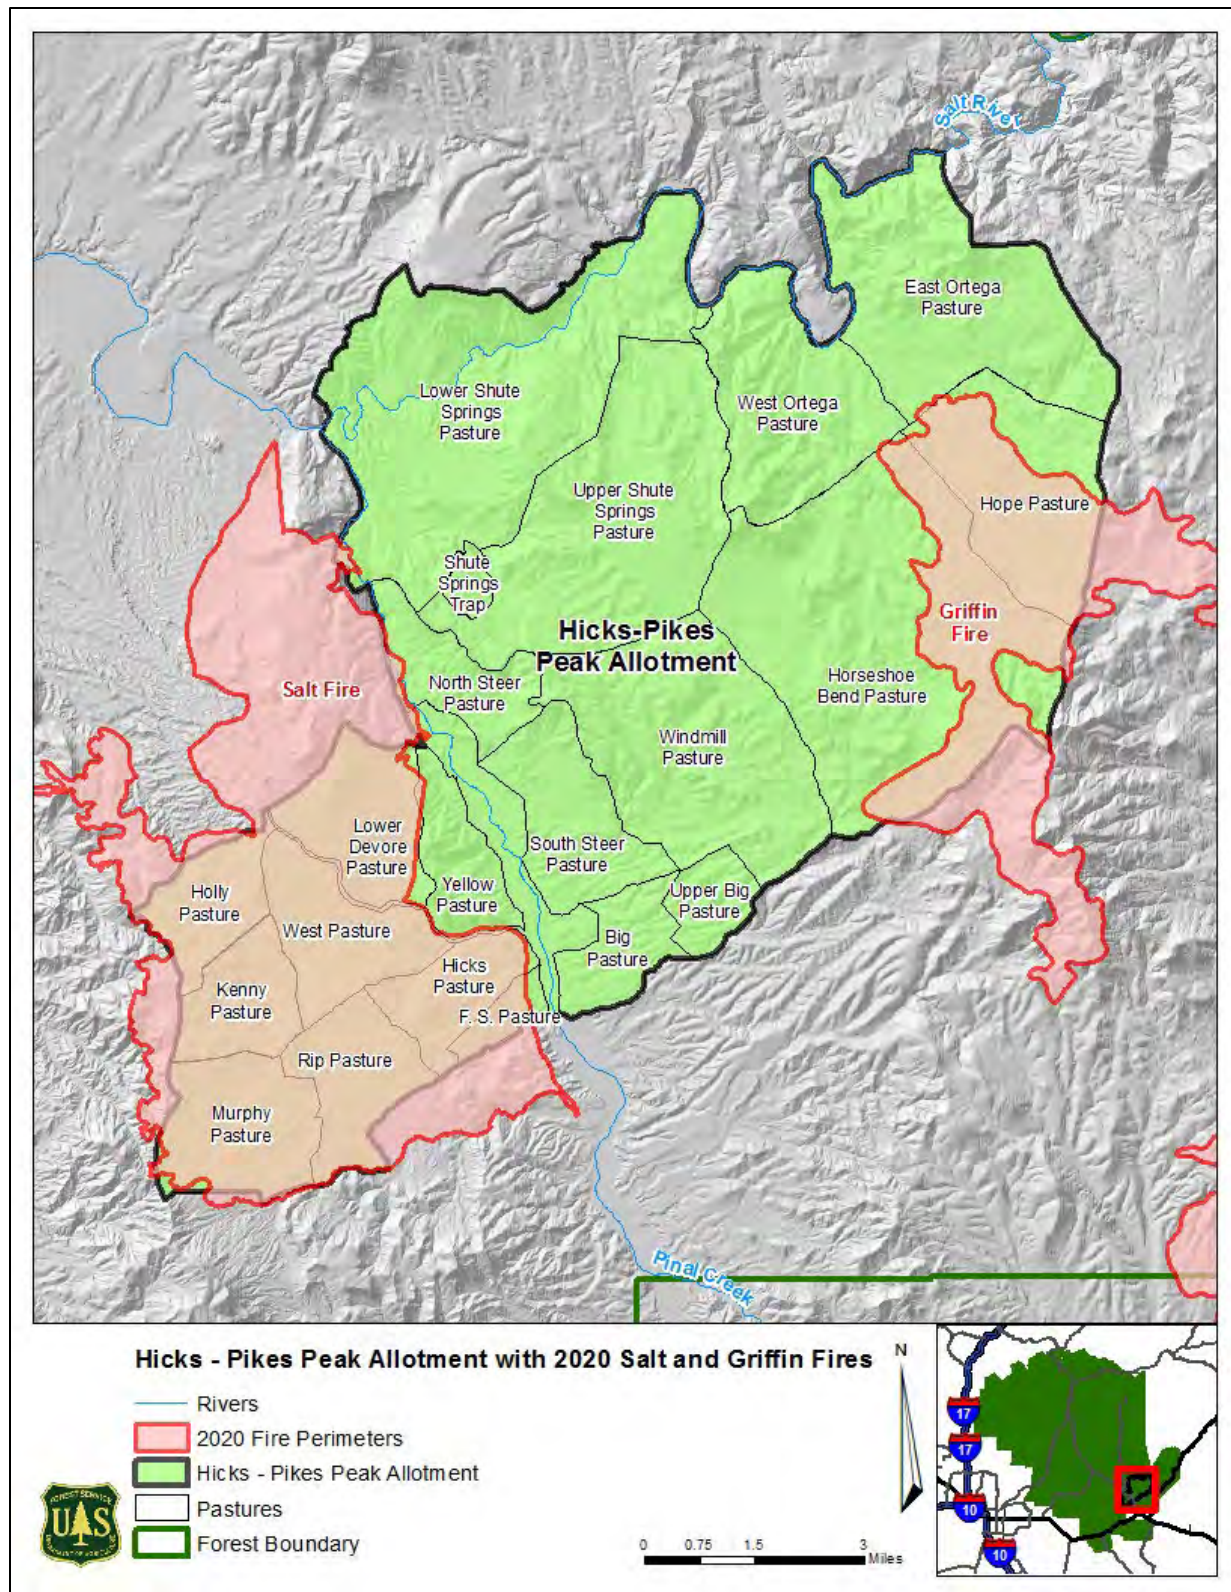 Salt River
East Ortega
Pasture
Lower Shute
Springs
Pasture
West Ortega
Pasture
Upper Shute
Springs
Pasture
Hope Pasture
Shute
Springs
Trap
Griffin
Fire
Hicks-Pikes
Peak Allotment
Salt Fire
North Steer
Pasture
Horseshoe
Bend Pasture
Windmill
Pasture
Lower
Devore
Pasture
South Steer
Pasture
Holly
Pasture
Yellow
Pasture
Upper Big
Pasture
West Pasture
Big
Pasture
Hicks
Pasture
Kenny
Pasture
F. S. Pasture
Rip Pasture
Murphy
Pasture
Pinal Creek
Hicks - Pikes Peak Allotment with 2020 Salt and Griffin Fires
N
Rivers
2020 Fire Perimeters
Hicks - Pikes Peak Allotment
Pastures
Forest Boundary
FOREST SERVICE
U S
DEPARTMENT OF AGRICULTURE
0 0.75 1.5 3
Miles
17
17
10
10